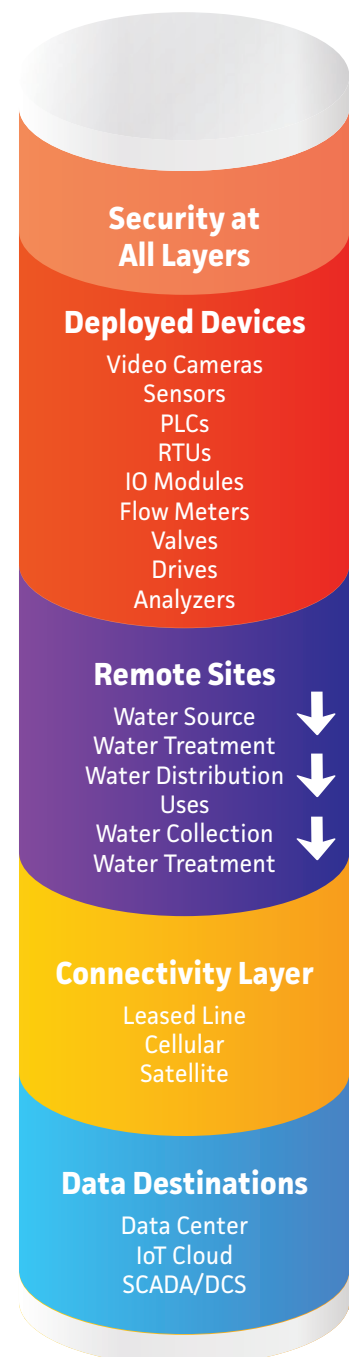 Security at
All Layers
Deployed Devices
Video Cameras
Sensors
PLCs
RTUs
IO Modules
Flow Meters
Valves
Drives
Analyzers
Remote Sites
Water Source
Water Treatment
Water Distribution
Uses
Water Collection
Water Treatment
Connectivity Layer
Leased Line
Cellular
Satellite
Data Destinations
Data Center
IoT Cloud
SCADA/DCS